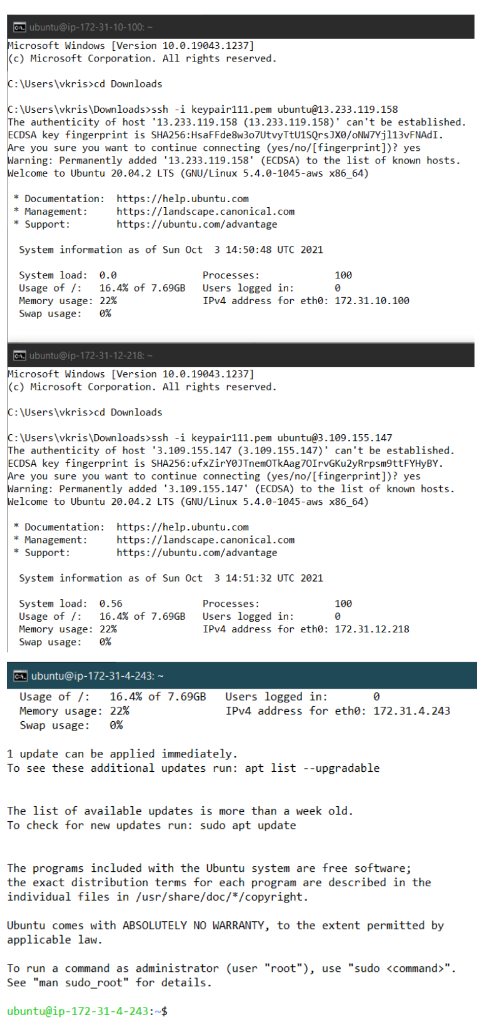 ubuntu@ip-172-31-10-100: ~
Microsoft Windows [Version 10.0.19043.1237]
(c) Microsoft Corporation. All rights reserved.
C:\Users\vkris>cd Downloads
C:\Users\vkris\Downloads>ssh -i keypair111.pem ubuntu@13.233.119.158
The authenticity of host '13.233.119.158 (13.233.119.158)' can't be established.
ECDSA key fingerprint is SHA256:HsaFFde8w3o7UtvyTtU1SQrsJX0/oNW7Yjl13vFNAdI.
Are you sure you want to continue connecting (yes/no/[fingerprint])? yes
Warning: Permanently added '13.233.119.158' (ECDSA) to the list of known hosts.
Welcome to Ubuntu 20.04.2 LTS (GNU/Linux 5.4.0-1045-aws x86_64)
* Documentation: https://help.ubuntu.com
* Management: https://landscape.canonical.com
* Support: https://ubuntu.com/advantage
System information as of Sun Oct 3 14:50:48 UTC 2021
System load: 0.0 Processes: 100
Usage of /: 16.4% of 7.69GB Users logged in: 0
Memory usage: 22% IPv4 address for eth0: 172.31.10.100
Swap usage: 0%
ubuntu@ip-172-31-12-218: ~
Microsoft Windows [Version 10.0.19043.1237]
(c) Microsoft Corporation. All rights reserved.
C:\Users\vkris>cd Downloads
C:\Users\vkris\Downloads>ssh -i keypair111.pem ubuntu@3.109.155.147
The authenticity of host '3.109.155.147 (3.109.155.147)' can't be established.
ECDSA key fingerprint is SHA256:ufxZirY0JTnemOTkAag7OIrvGKu2yRrpsm9ttFYHyBY.
Are you sure you want to continue connecting (yes/no/[fingerprint])? yes
Warning: Permanently added '3.109.155.147' (ECDSA) to the list of known hosts.
Welcome to Ubuntu 20.04.2 LTS (GNU/Linux 5.4.0-1045-aws x86_64)
* Documentation: https://help.ubuntu.com
* Management: https://landscape.canonical.com
* Support: https://ubuntu.com/advantage
System information as of Sun Oct 3 14:51:32 UTC 2021
System load: 0.56 Processes: 100
Usage of /: 16.4% of 7.69GB Users logged in: 0
Memory usage: 22% IPv4 address for eth0: 172.31.12.218
Swap usage: 0%
ubuntu@ip-172-31-4-243: ~
Usage of /: 16.4% of 7.69GB Users logged in: 0
Memory usage: 22% IPv4 address for eth0: 172.31.4.243
Swap usage: 0%
1 update can be applied immediately.
To see these additional updates run: apt list --upgradable
The list of available updates is more than a week old.
To check for new updates run: sudo apt update
The programs included with the Ubuntu system are free software;
the exact distribution terms for each program are described in the
individual files in /usr/share/doc/*/copyright.
Ubuntu comes with ABSOLUTELY NO WARRANTY, to the extent permitted by
applicable law.
To run a command as administrator (user "root"), use "sudo <command>".
See "man sudo_root" for details.
ubuntu@ip-172-31-4-243:~$